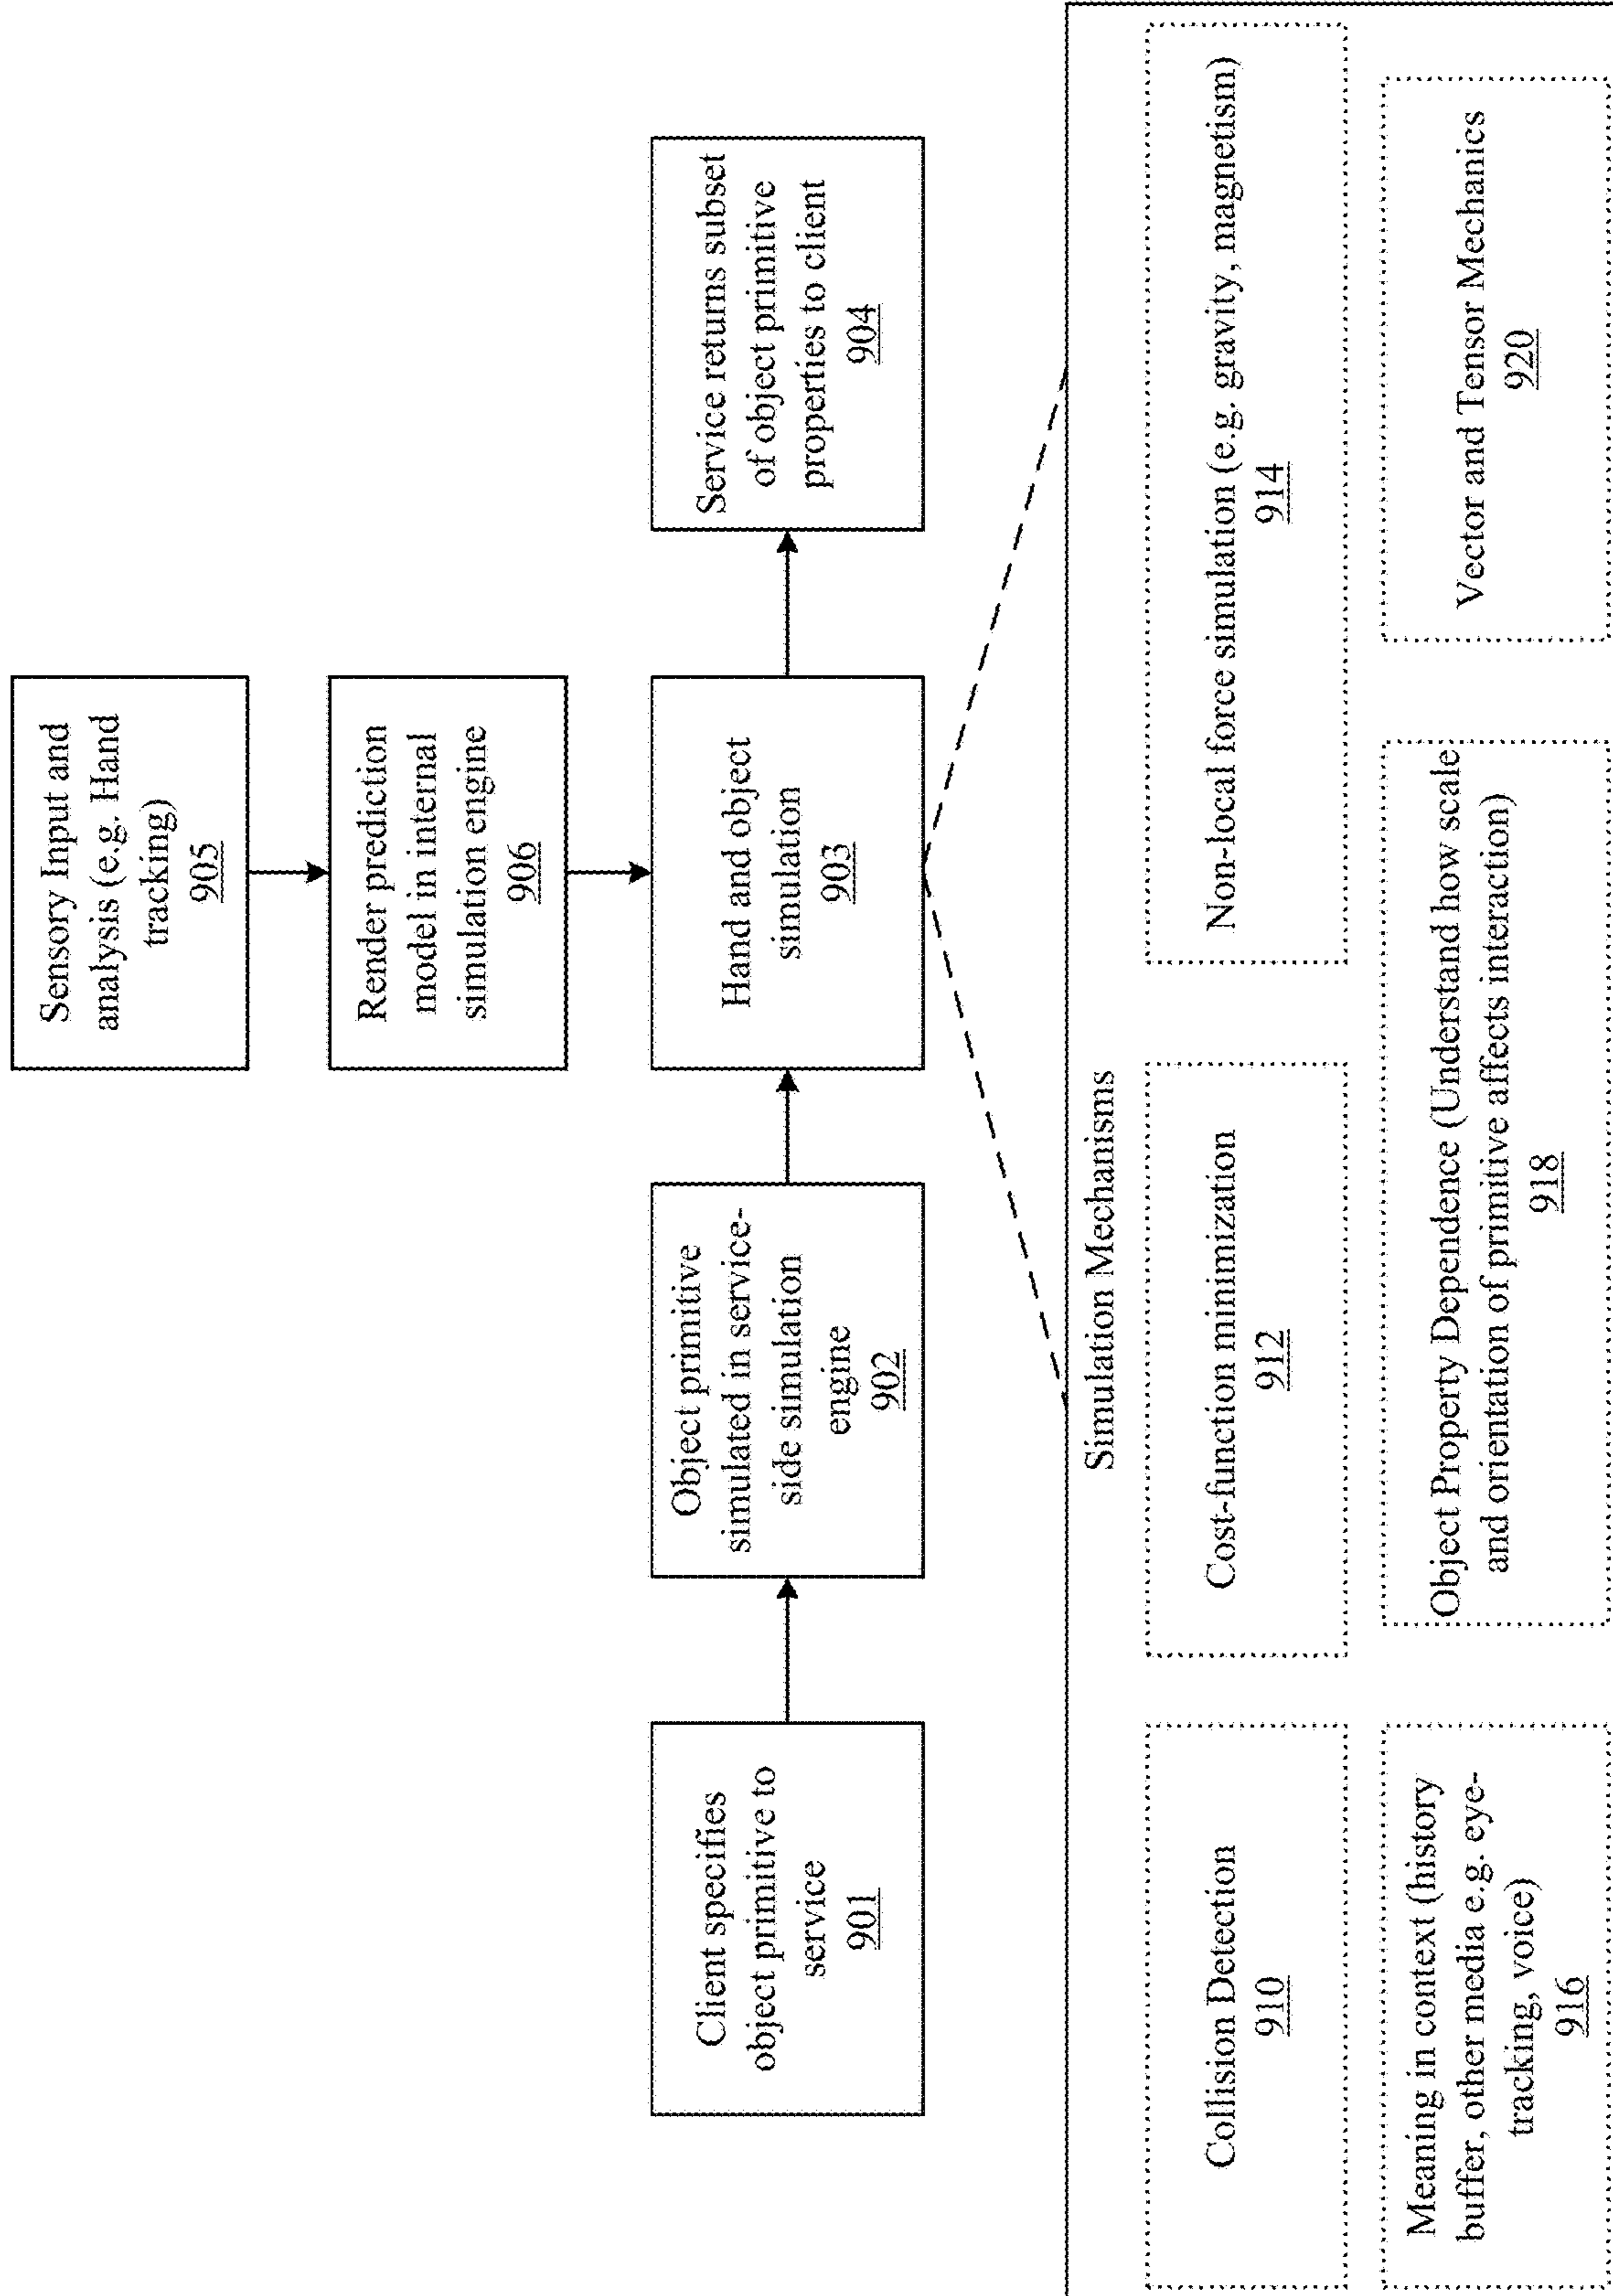 Sensory Input and
analysis (e.g. Hand
tracking)
905
Render prediction
model in internal
simulation engine
906
Client specifies
object primitive to
service
901
Object primitive
simulated in service-
side simulation
engine
902
Hand and object
simulation
903
Service returns subset
of object primitive
properties to client
904
Simulation Mechanisms
Collision Detection
910
Cost-function minimization
912
Non-local force simulation (e.g. gravity, magnetism)
914
Meaning in context (history
buffer, other media e.g. eye-
tracking, voice)
916
Object Property Dependence (Understand how scale
and orientation of primitive affects interaction)
918
Vector and Tensor Mechanics
920